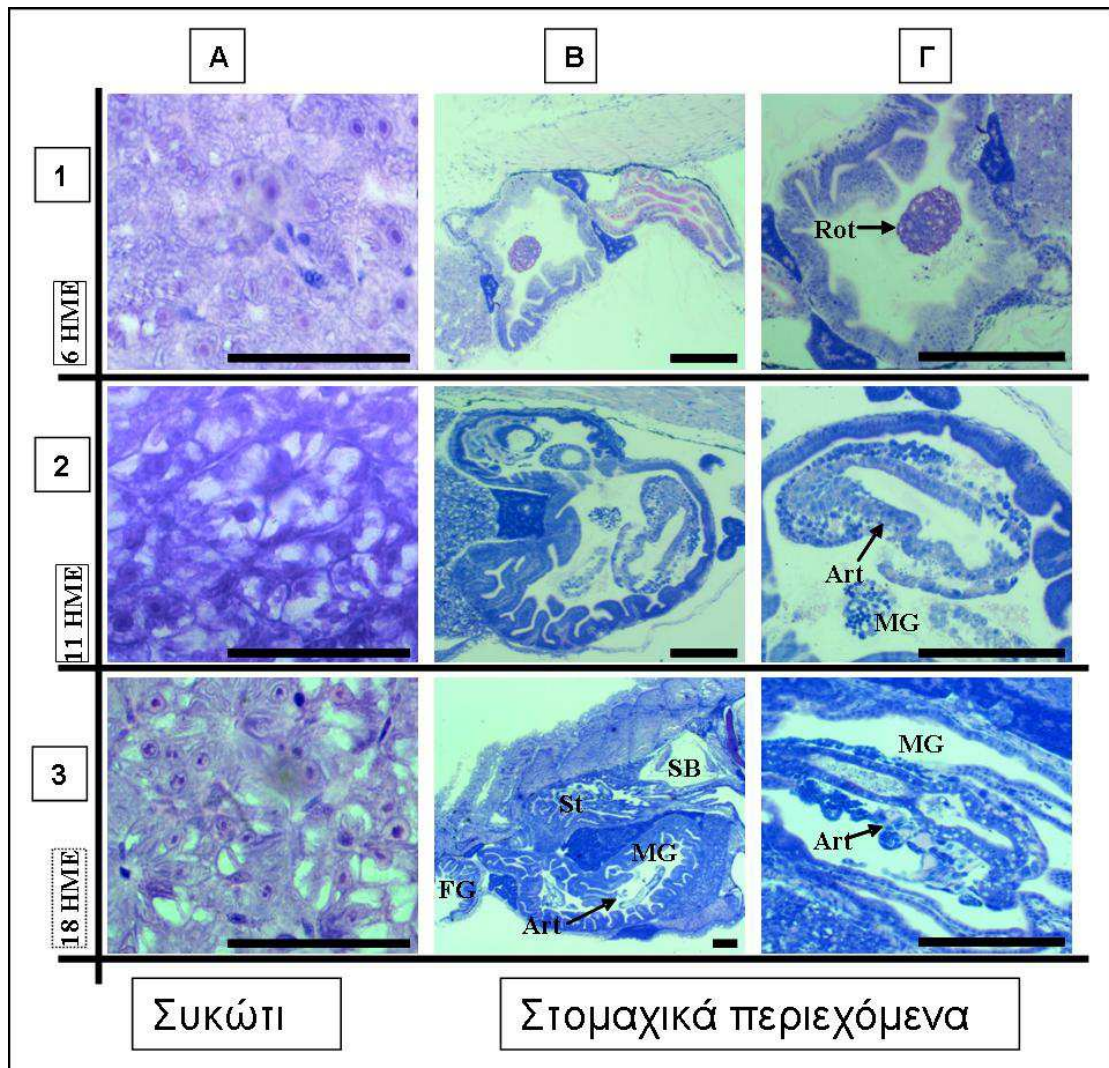 Α
Β
Γ
1
6 ΗΜΕ
Rot
2
11 ΗΜΕ
Art
MG
3
18 ΗΜΕ
SB
St
MG
FG
Art
MG
Art
Συκώτι
Στομαχικά περιεχόμενα